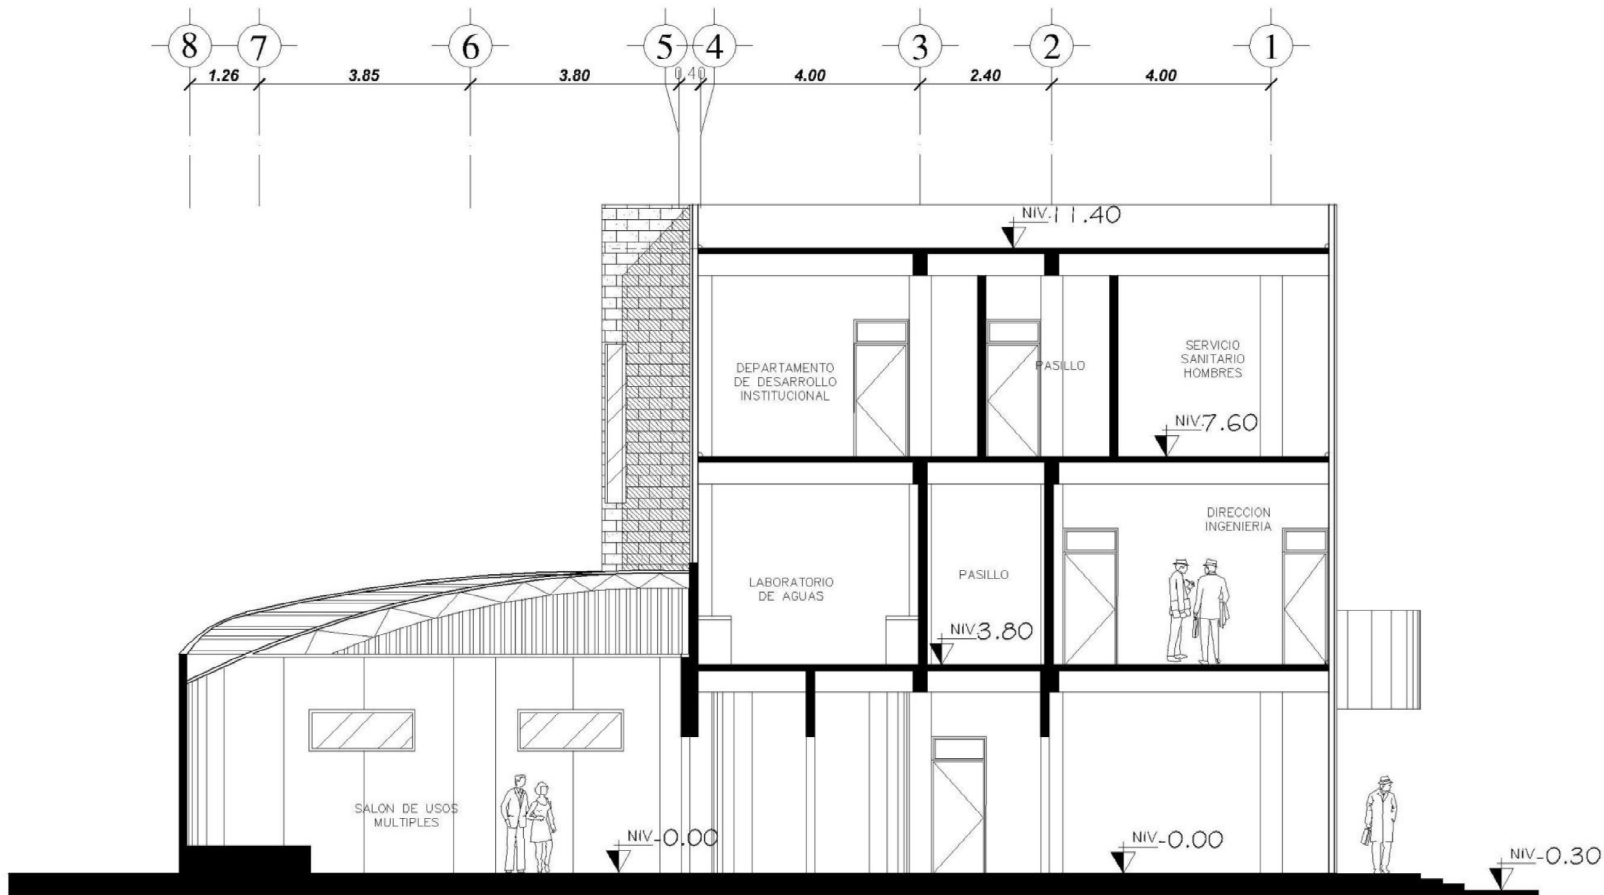 8 7 6 5 4 3 2 1
1.26 3.85 3.80 0.40 4.00 2.40 4.00
NIV. 11.40
DEPARTAMENTO
DE DESARROLLO
INSTITUCIONAL
PASILLO
SERVICIO
SANITARIO
HOMBRES
NIV. 7.60
DIRECCION
INGENIERIA
LABORATORIO
DE AGUAS
PASILLO
NIV. 3.80
SALON DE USOS
MULTIPLES
NIV. -0.00
NIV. -0.00
NIV. -0.30